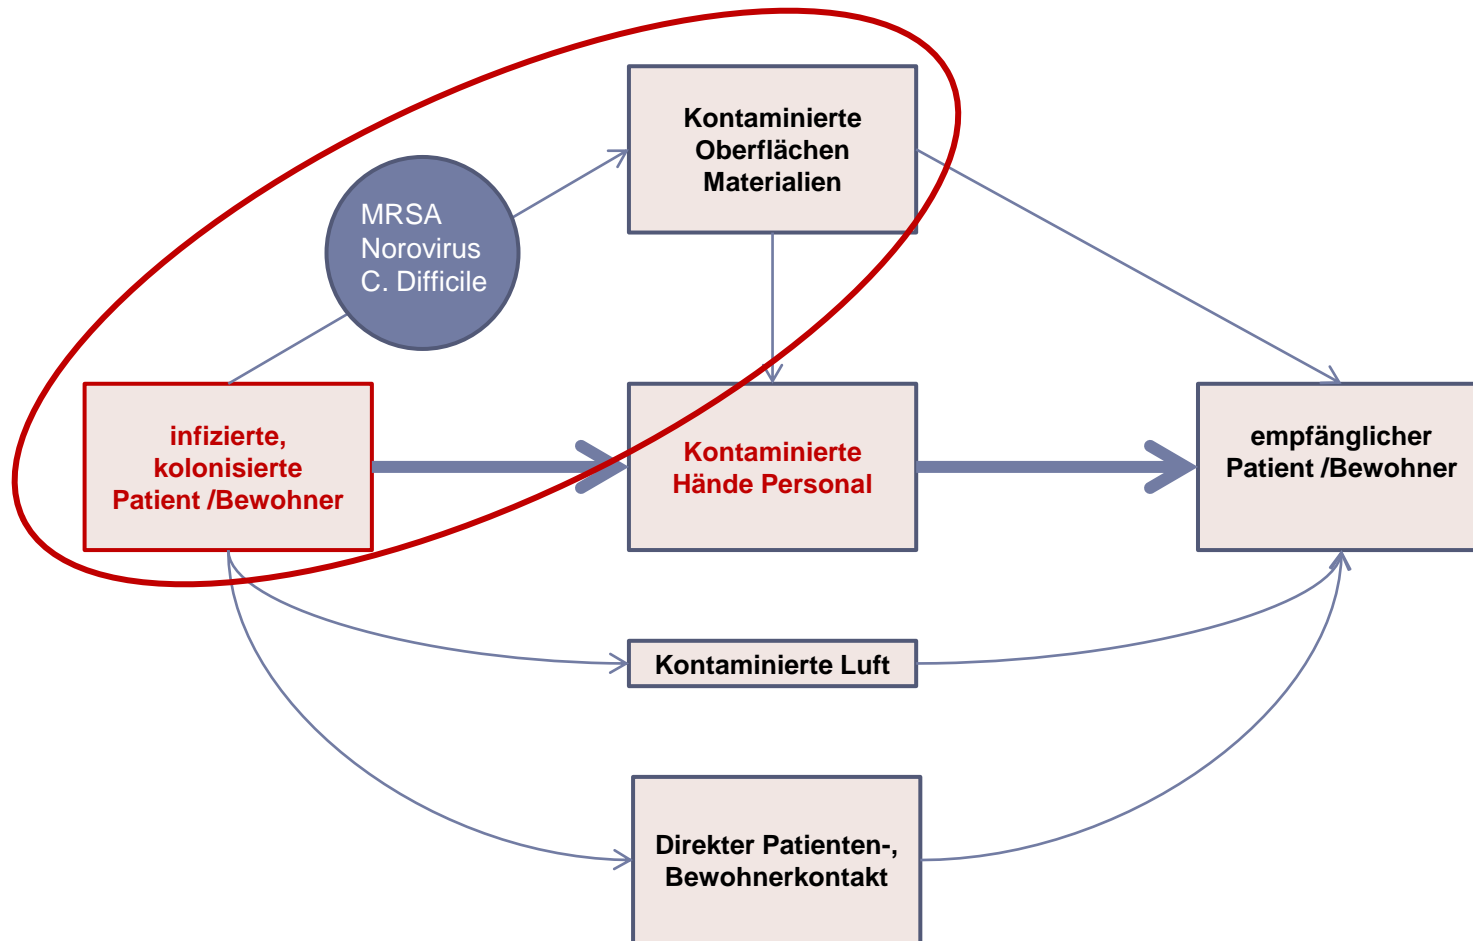 Kontaminierte
Oberflächen
Materialien
MRSA
Norovirus
C. Difficile
infizierte,
kolonisierte
Patient /Bewohner
Kontaminierte
Hände Personal
empfänglicher
Patient /Bewohner
Kontaminierte Luft
Direkter Patienten-,
Bewohnerkontakt